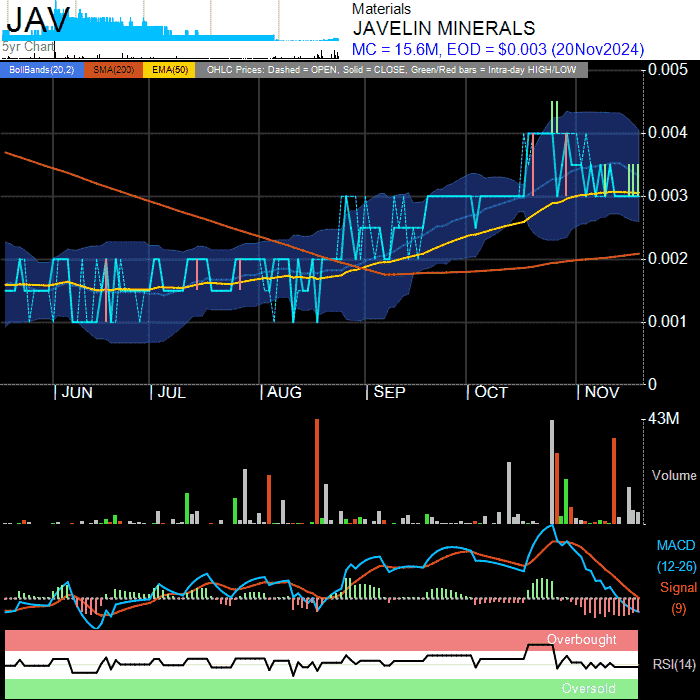 JAV
5yr Chart
Materials
JAVELIN MINERALS
MC = 15.6M, EOD = $0.003 (20Nov2024)
BollBands(20,2) SMA(200) EMA(50) OHLC Prices: Dashed = OPEN, Solid = CLOSE, Green/Red bars = Intra-day HIGH/LOW
0.005
0.004
0.003
0.002
0.001
0
| JUN | JUL | AUG | SEP | OCT | NOV
43M
Volume
MACD
(12-26)
Signal
(9)
Overbought
RSI(14)
Oversold